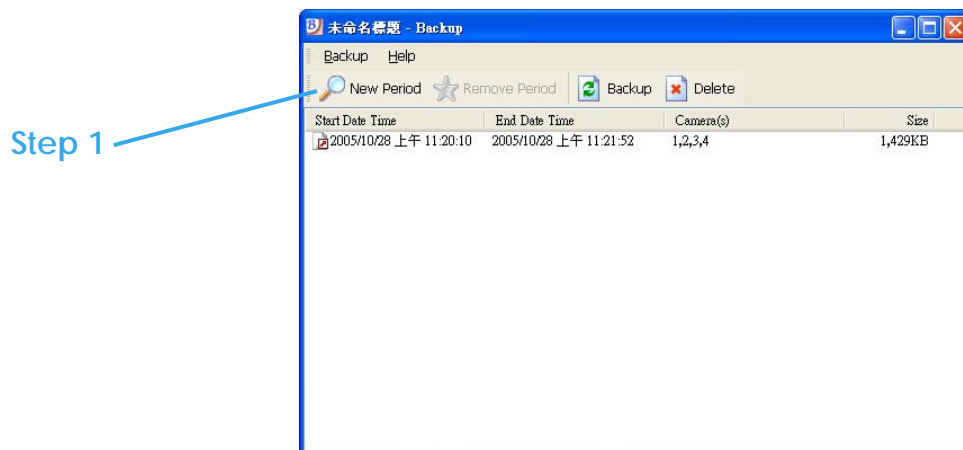 未命名標題 - Backup
Backup Help
New Period Remove Period Backup Delete
Start Date Time End Date Time Camera(s) Size
2005/10/28 上午 11:20:10 2005/10/28 上午 11:21:52 1,2,3,4 1,429KB
Step 1